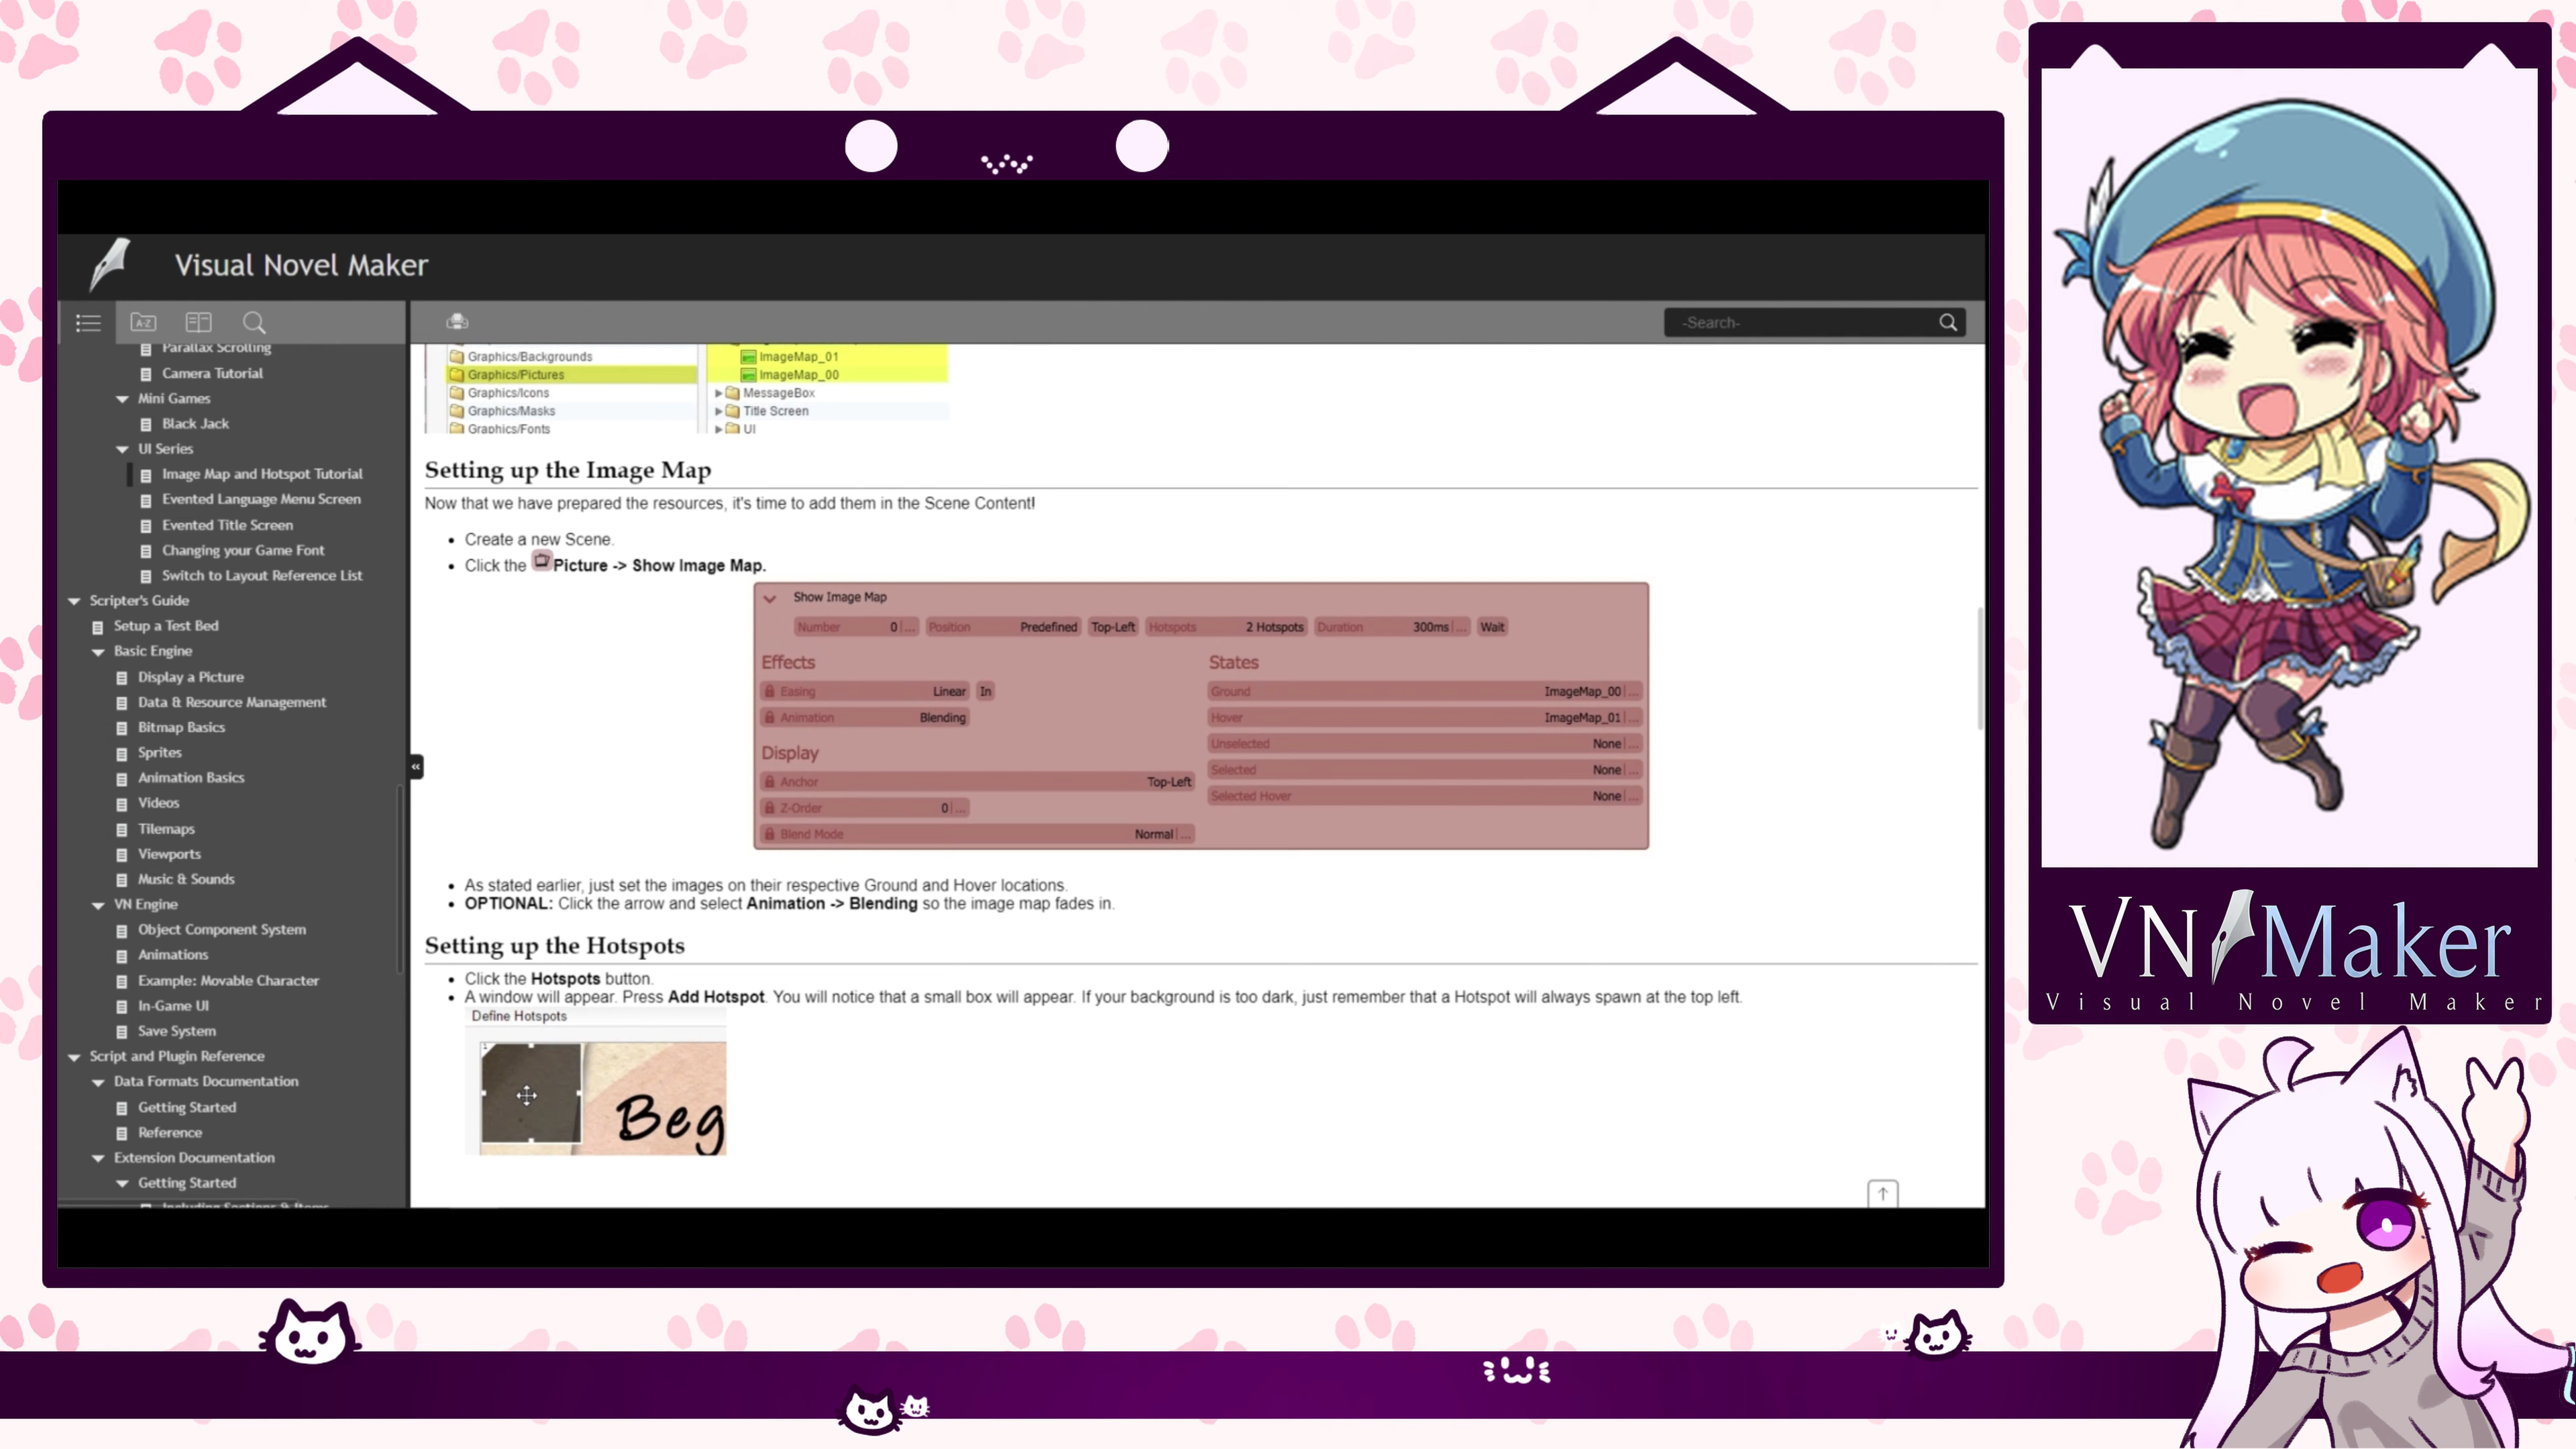 Visual Novel Maker
A-Z
-Search-
Parallax Scrolling
Camera Tutorial
Mini Games
Black Jack
UI Series
Image Map and Hotspot Tutorial
Evented Language Menu Screen
Evented Title Screen
Changing your Game Font
Switch to Layout Reference List
Scripter's Guide
Setup a Test Bed
Basic Engine
Display a Picture
Data & Resource Management
Bitmap Basics
Sprites
Animation Basics
Videos
Tilemaps
Viewports
Music & Sounds
VN Engine
Object Component System
Animations
Example: Movable Character
In-Game UI
Save System
Script and Plugin Reference
Data Formats Documentation
Getting Started
Reference
Extension Documentation
Getting Started
Including Sections & Items
Graphics/Backgrounds
Graphics/Pictures
Graphics/Icons
Graphics/Masks
Graphics/Fonts
ImageMap_01
ImageMap_00
MessageBox
Title Screen
UI
Setting up the Image Map
Now that we have prepared the resources, it's time to add them in the Scene Content!
• Create a new Scene.
• Click the Picture -> Show Image Map.
Show Image Map
Number 0 ... Position Predefined Top-Left Hotspots 2 Hotspots Duration 300ms ... Wait
Effects
Easing Linear In
Animation Blending
Display
Anchor Top-Left
Z-Order 0 ...
Blend Mode Normal ...
States
Ground ImageMap_00 ...
Hover ImageMap_01 ...
Unselected None ...
Selected None ...
Selected Hover None ...
• As stated earlier, just set the images on their respective Ground and Hover locations.
• OPTIONAL: Click the arrow and select Animation -> Blending so the image map fades in.
Setting up the Hotspots
• Click the Hotspots button.
• A window will appear. Press Add Hotspot. You will notice that a small box will appear. If your background is too dark, just remember that a Hotspot will always spawn at the top left.
Define Hotspots
1
Beg
VN Maker
Visual Novel Maker